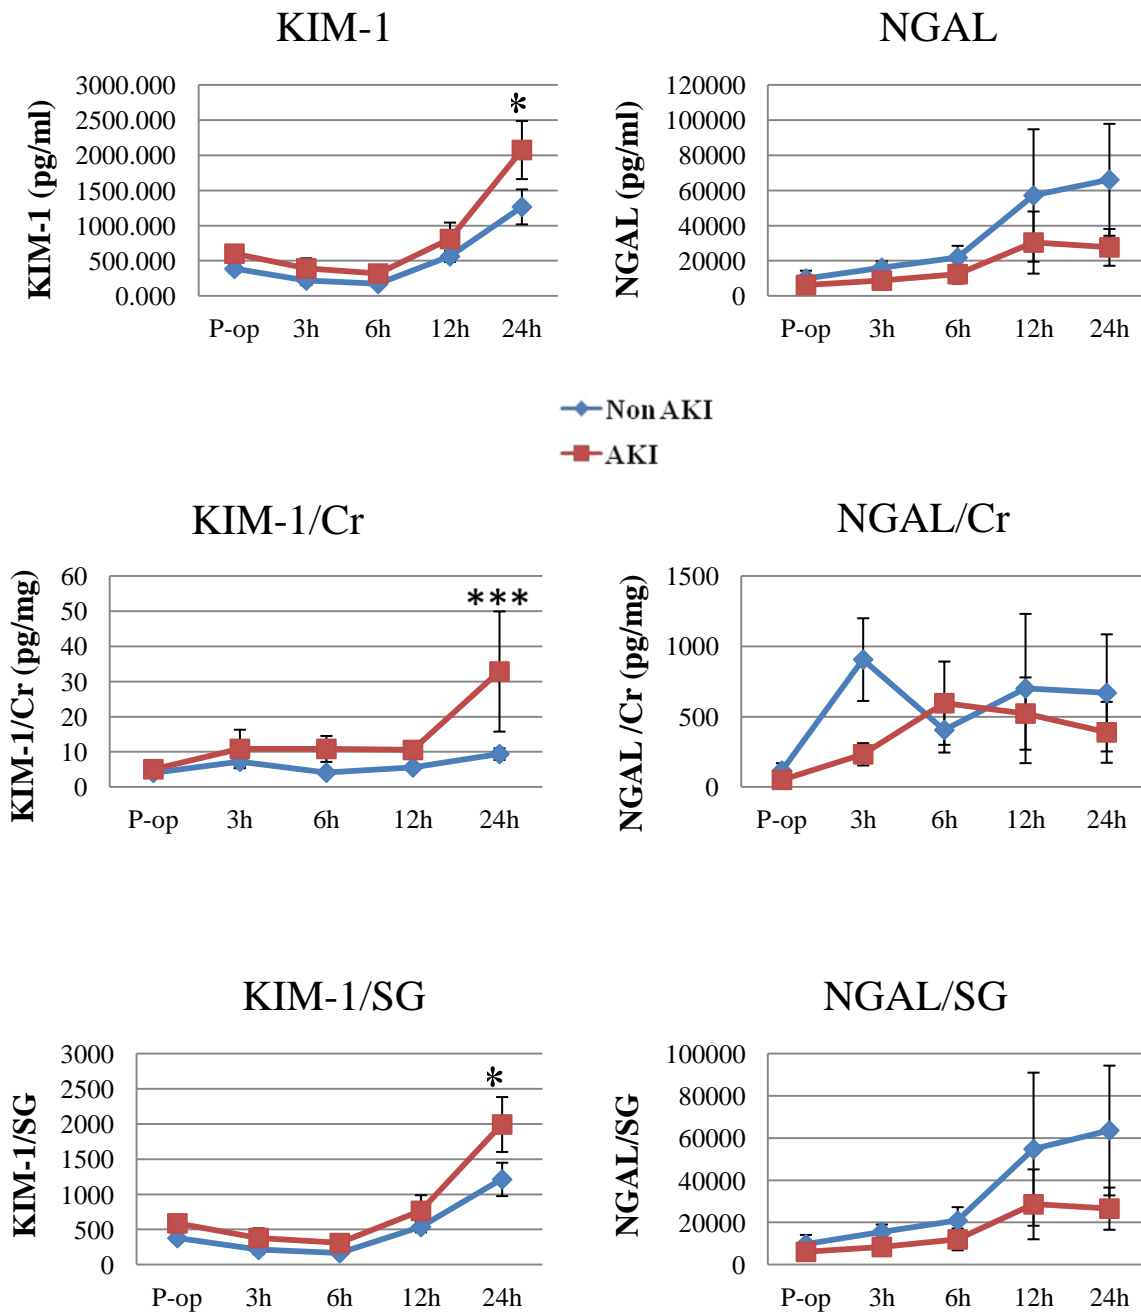 KIM-1
KIM-1 (pg/ml)
3000.000
2500.000
2000.000
1500.000
1000.000
500.000
0.000
*
P-op 3h 6h 12h 24h
NGAL
NGAL (pg/ml)
120000
100000
80000
60000
40000
20000
0
P-op 3h 6h 12h 24h
Non AKI
AKI
KIM-1/Cr
KIM-1/Cr (pg/mg)
60
50
40
30
20
10
0
***
P-op 3h 6h 12h 24h
NGAL/Cr
NGAL /Cr (pg/mg)
1500
1000
500
0
P-op 3h 6h 12h 24h
KIM-1/SG
KIM-1/SG
3000
2500
2000
1500
1000
500
0
*
P-op 3h 6h 12h 24h
NGAL/SG
NGAL/SG
100000
80000
60000
40000
20000
0
P-op 3h 6h 12h 24h